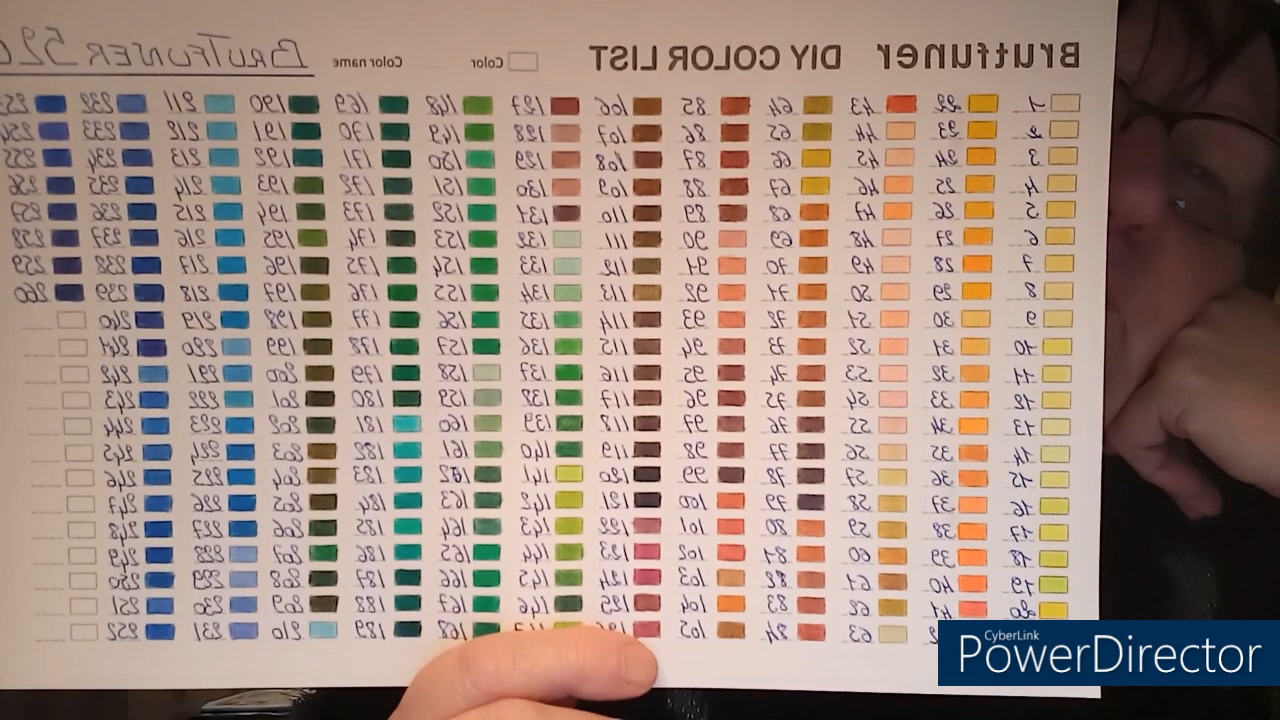 Brutfuner DIY COLOR LIST Color Color name BRUTFUNER 520
1 22 43 64 85 106 127 148 169 190 211 232 253
2 23 44 65 86 107 128 149 170 191 212 233 254
3 24 45 66 87 108 129 150 171 192 213 234 255
4 25 46 67 88 109 130 151 172 193 214 235 256
5 26 47 68 89 110 131 152 173 194 215 236 257
6 27 48 69 90 111 132 153 174 195 216 237 258
7 28 49 70 91 112 133 154 175 196 217 238 259
8 29 50 71 92 113 134 155 176 197 218 239 260
9 30 51 72 93 114 135 156 177 198 219 240
10 31 52 73 94 115 136 157 178 199 220 241
11 32 53 74 95 116 137 158 179 200 221 242
12 33 54 75 96 117 138 159 180 201 222 243
13 34 55 76 97 118 139 160 181 202 223 244
14 35 56 77 98 119 140 161 182 203 224 245
15 36 57 78 99 120 141 162 183 204 225 246
16 37 58 79 100 121 142 163 184 205 226 247
17 38 59 80 101 122 143 164 185 206 227 248
18 39 60 81 102 123 144 165 186 207 228 249
19 40 61 82 103 124 145 166 187 208 229 250
20 41 62 83 104 125 146 167 188 209 230 251
63 84 105 168 189 210 231 252
CyberLink
PowerDirector